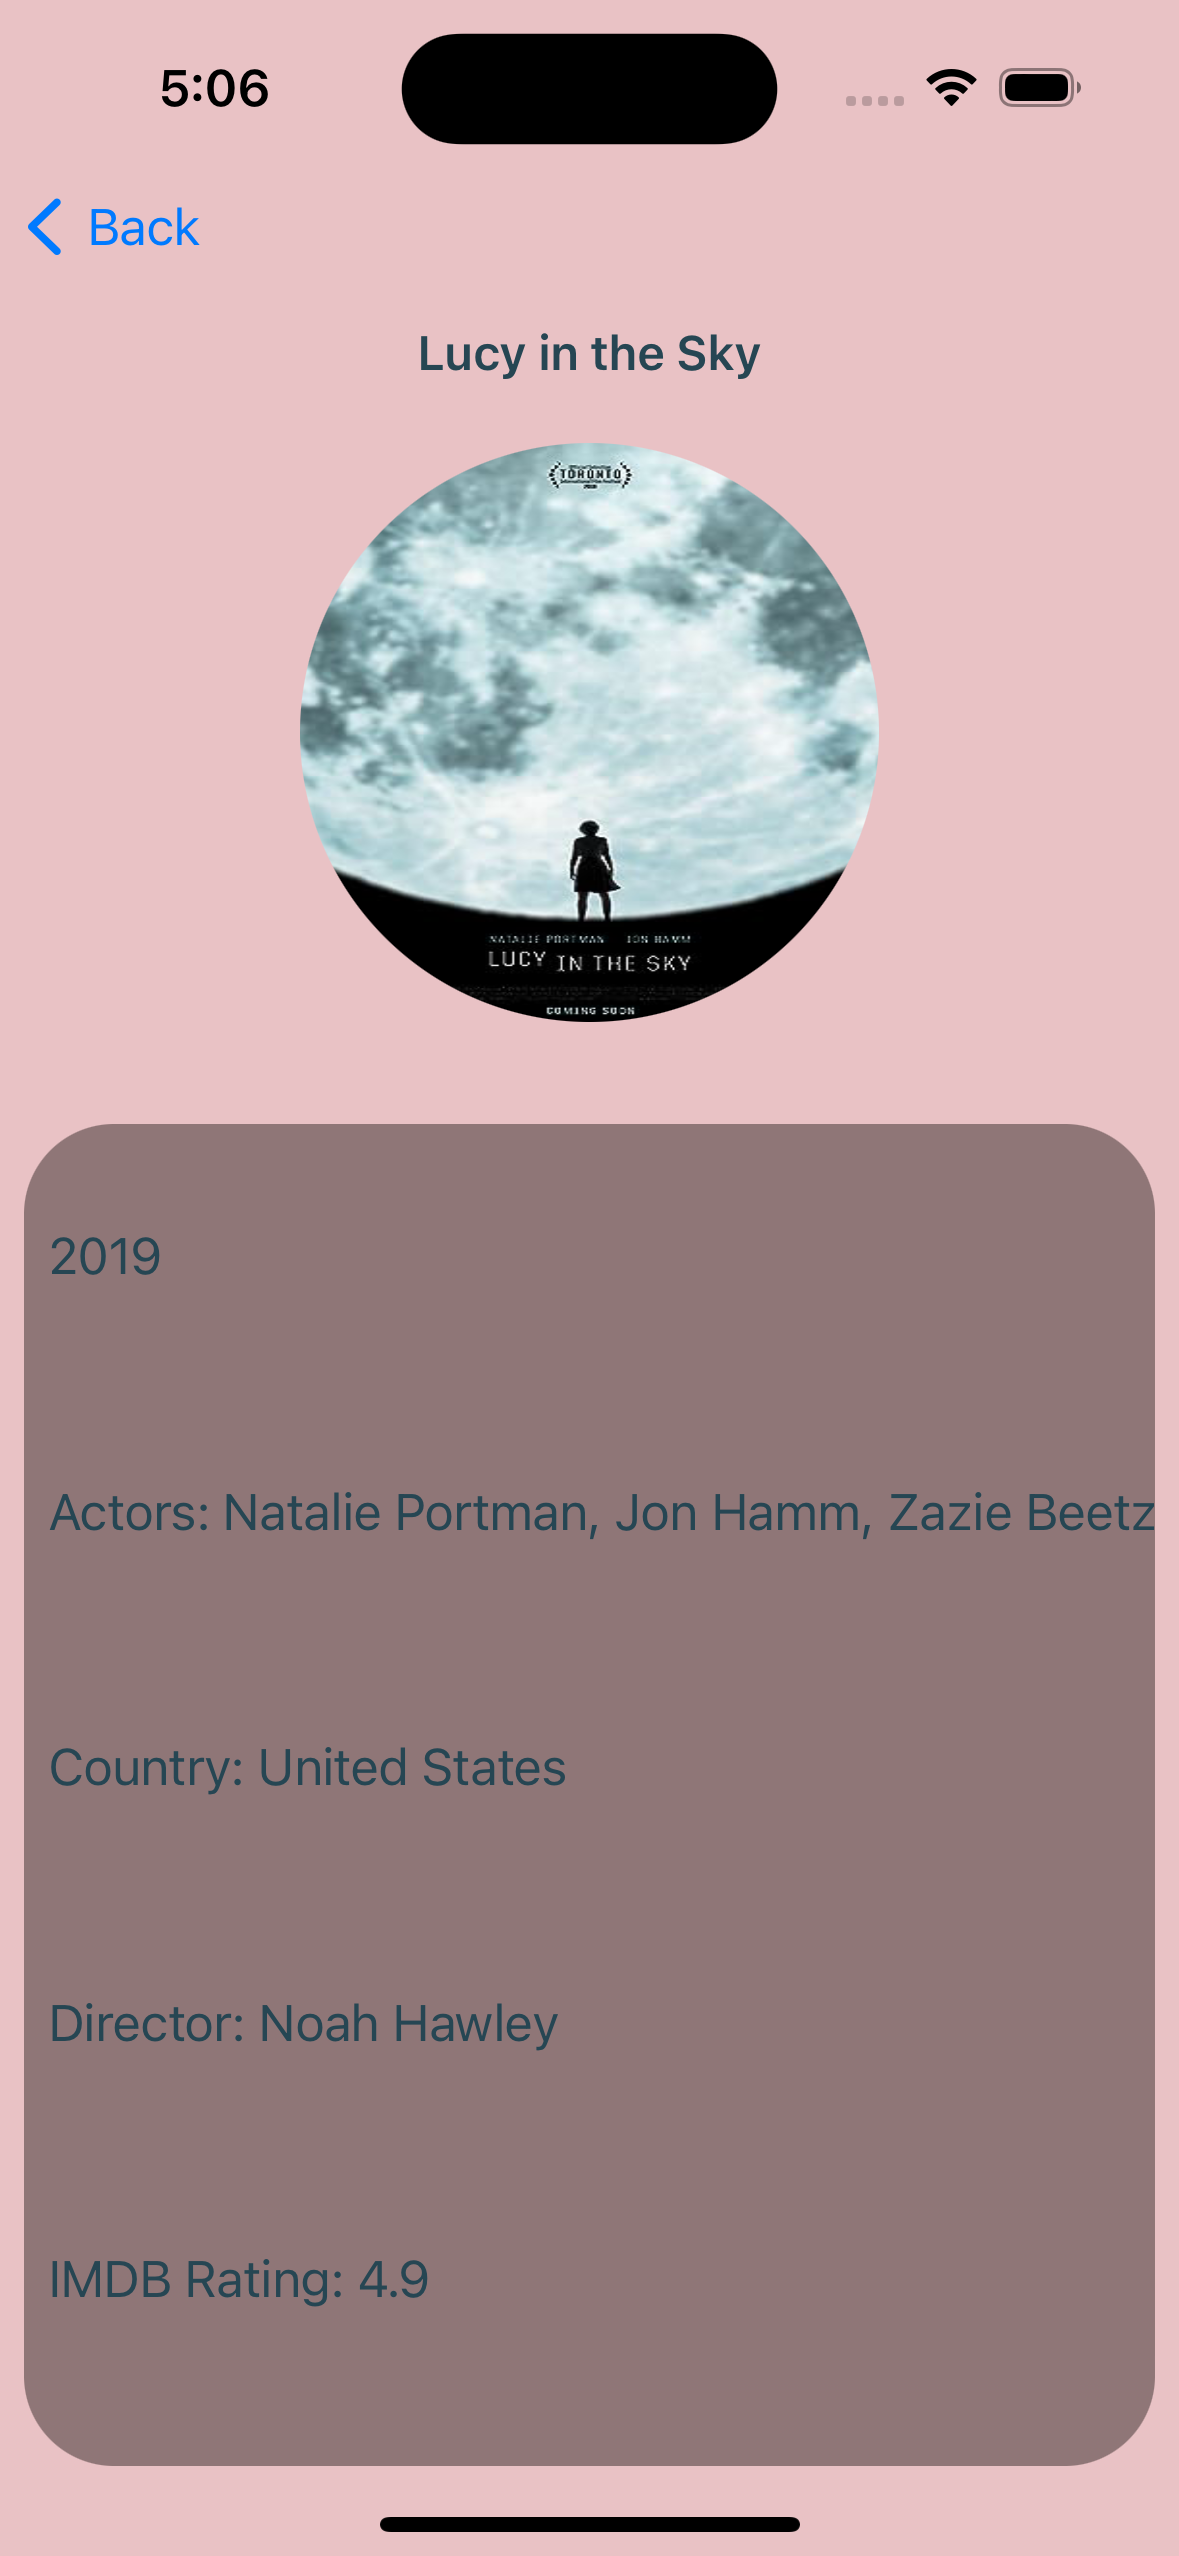 5:06
Back
Lucy in the Sky
TORONTO
NATALIE PORTMAN JON HAMM
LUCY IN THE SKY
COMING SOON
2019
Actors: Natalie Portman, Jon Hamm, Zazie Beetz
Country: United States
Director: Noah Hawley
IMDB Rating: 4.9